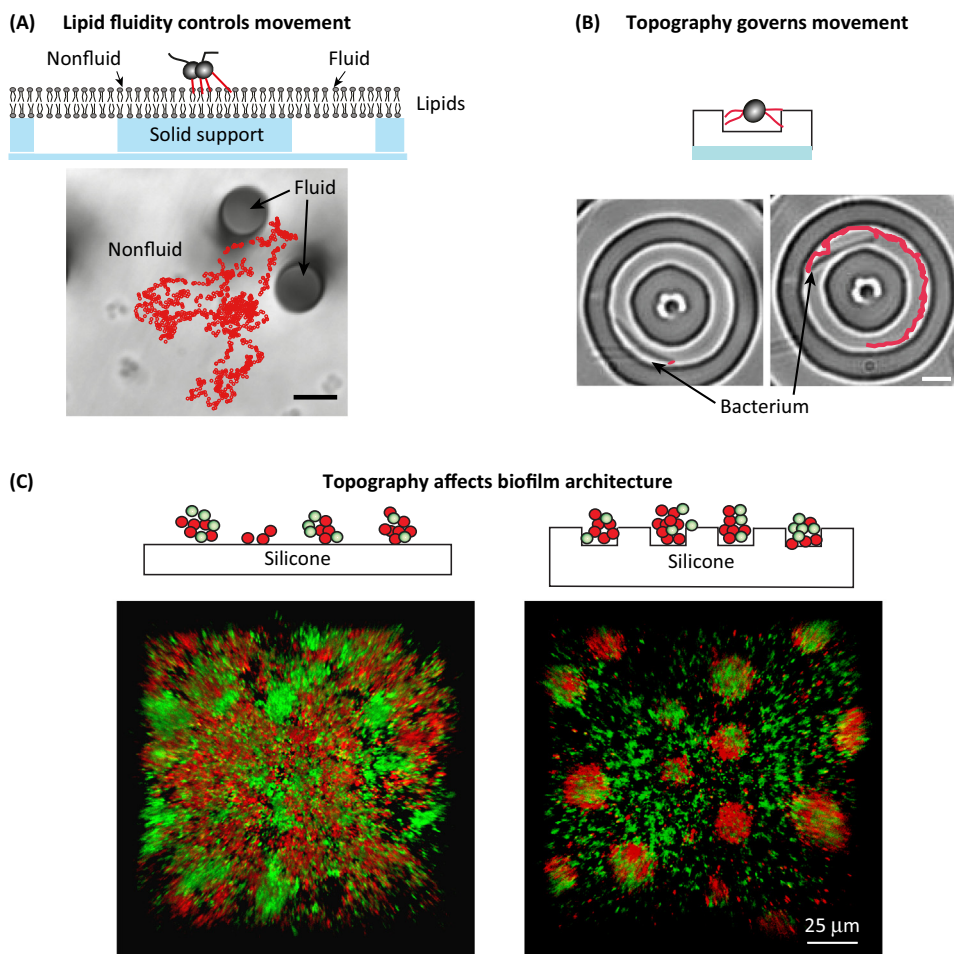 (A) Lipid fluidity controls movement
Nonfluid
Fluid
Lipids
Solid support
Fluid
Nonfluid
(B) Topography governs movement
Bacterium
(C) Topography affects biofilm architecture
Silicone
Silicone
25 μm